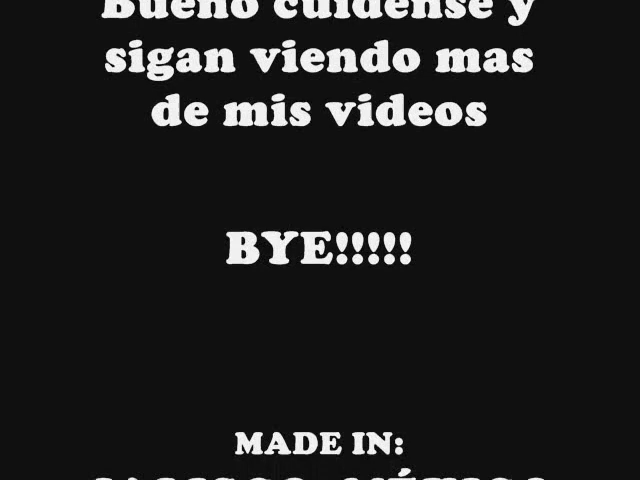 Bueno cuidense y
sigan viendo mas
de mis videos
BYE!!!!!
MADE IN: